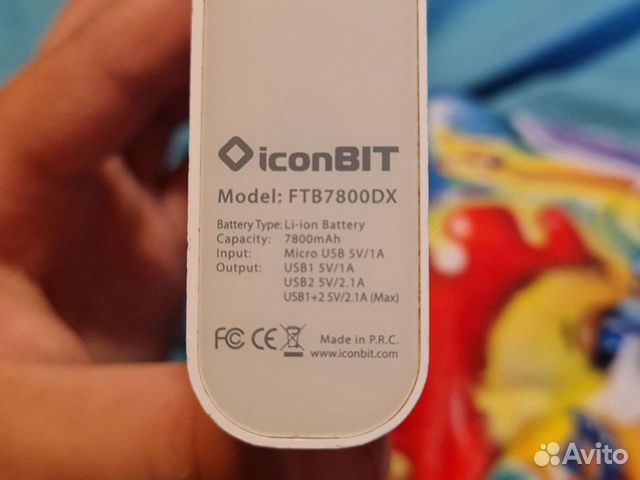 iconBIT
Model: FTB7800DX
Battery Type: Li-ion Battery
Capacity: 7800mAh
Input: Micro USB 5V/1A
Output: USB1 5V/1A
USB2 5V/2.1A
USB1+2 5V/2.1A (Max)
FC CE Made in P.R.C.
www.iconbit.com
Avito